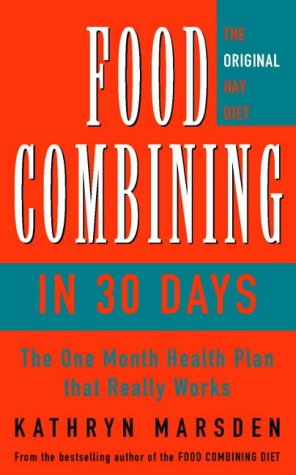 THE
ORIGINAL
HAY
DIET
FOOD
COMBINING
IN 30 DAYS
The One Month Health Plan
that Really Works
KATHRYN MARSDEN
From the bestselling author of the FOOD COMBINING DIET